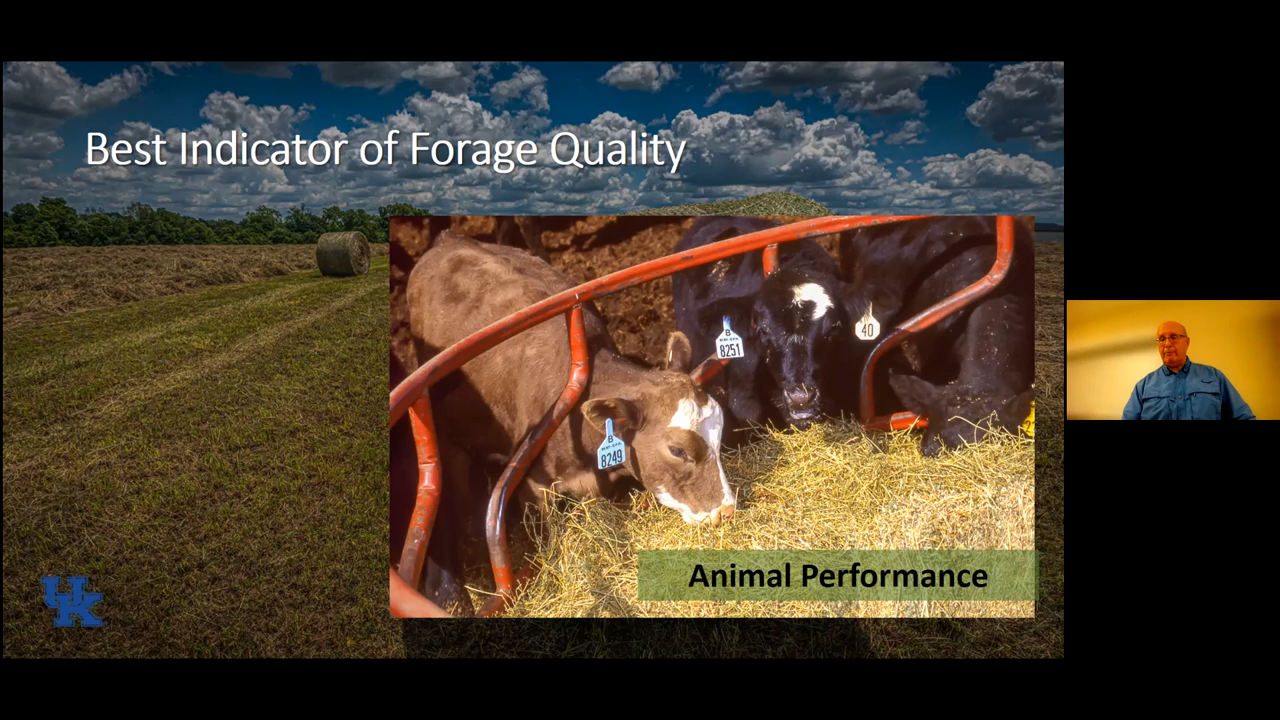 Best Indicator of Forage Quality
B
8251
40
B
8249
Animal Performance
UK